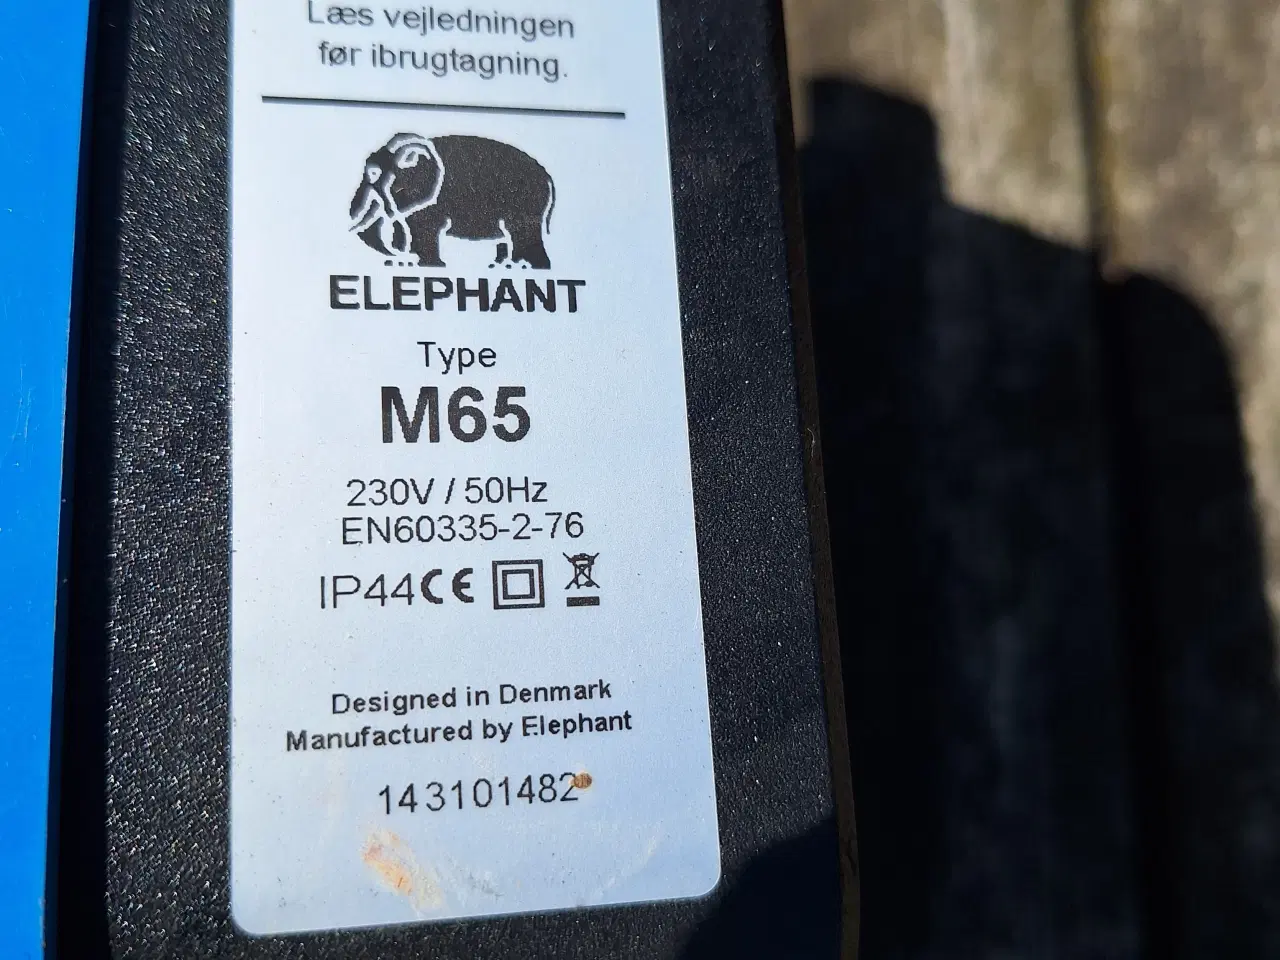 Læs vejledningen
før ibrugtagning.
ELEPHANT
Type
M65
230V / 50Hz
EN60335-2-76
IP44 CE
Designed in Denmark
Manufactured by Elephant
143101482